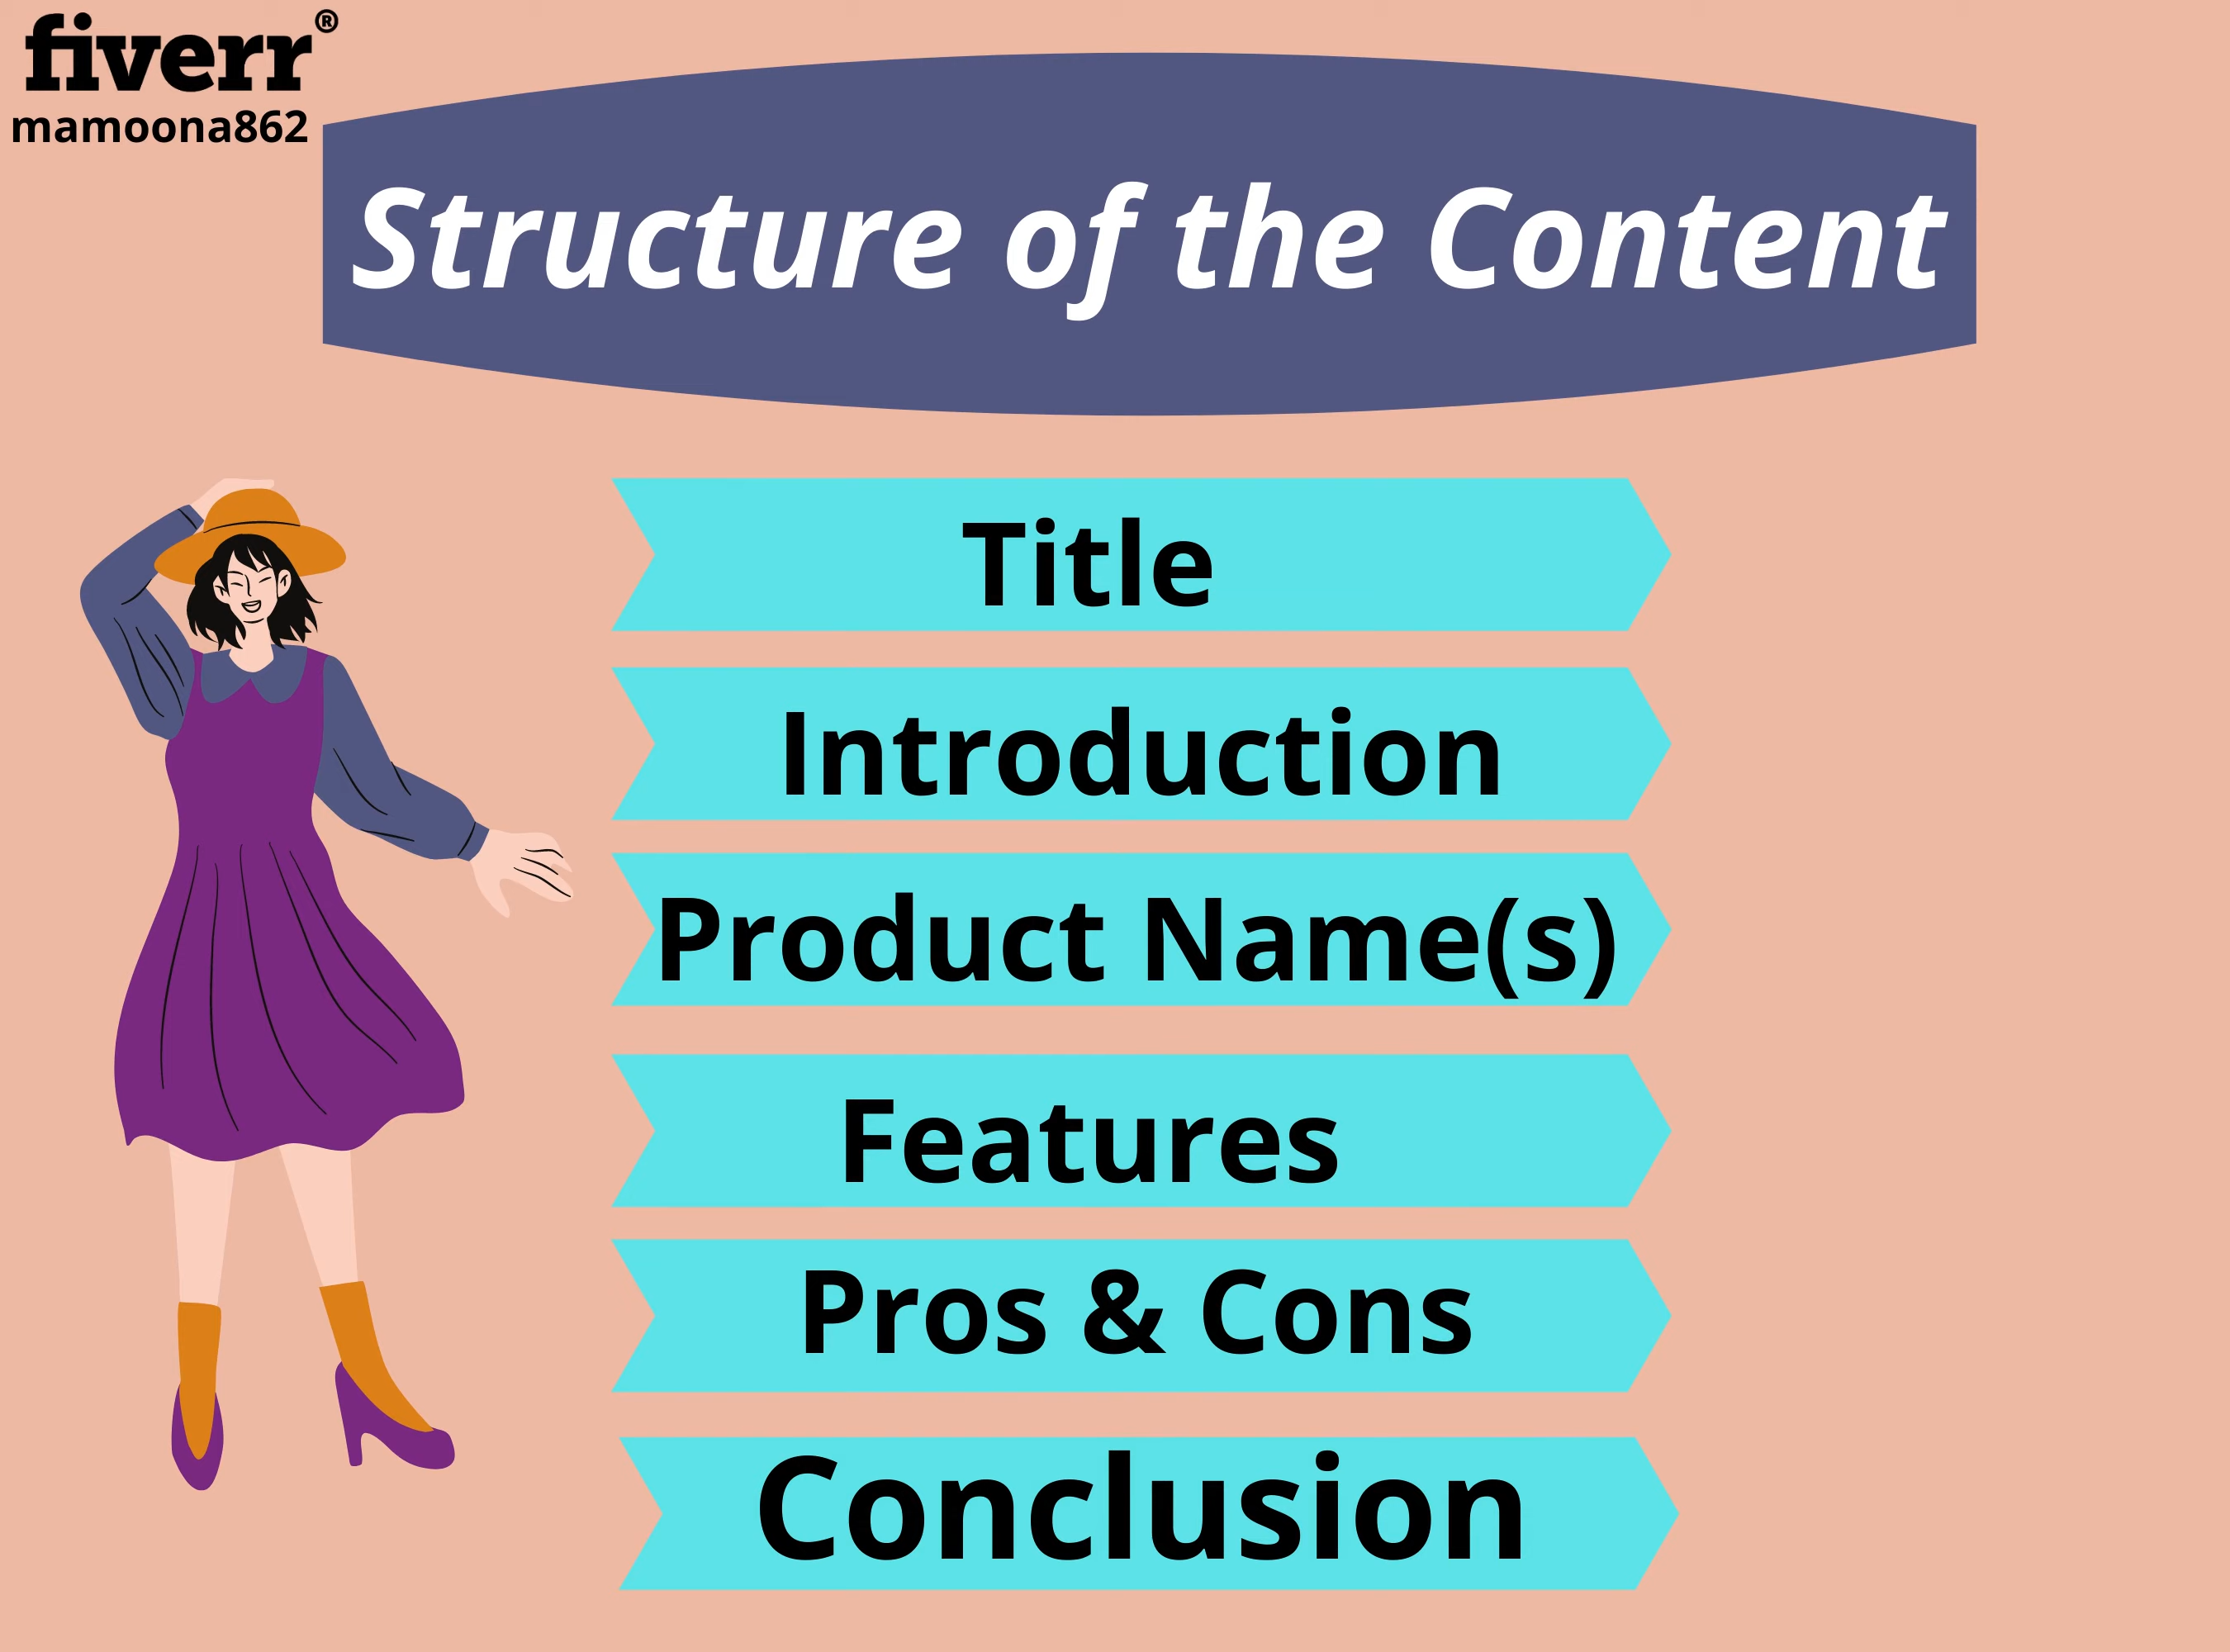 fiverr®
mamoona862
Structure of the Content
Title
Introduction
Product Name(s)
Features
Pros & Cons
Conclusion